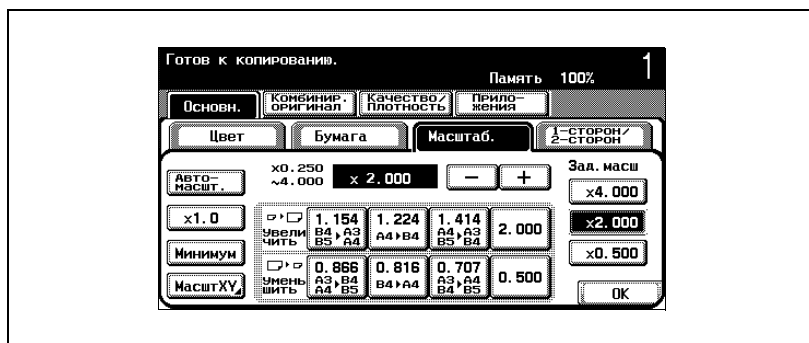 Готов к копированию.
Память 100% 1
Основн. Комбинир. оригинал Качество/ Плотность Прило- жения
Цвет Бумага Масштаб. 1-сторон/ 2-сторон
Авто- масшт.
x0.250 ~4.000
x 2.000 − +
Зад. масш
x4.000
x1.0
Увели чить
1.154 B4▸A3 B5▸A4
1.224 A4▸B4
1.414 A4▸A3 B5▸B4
2.000
x2.000
Минимум
x0.500
Умень шить
0.866 A3▸B4 A4▸B5
0.816 B4▸A4
0.707 A3▸A4 B4▸B5
0.500
МасштXY
OK